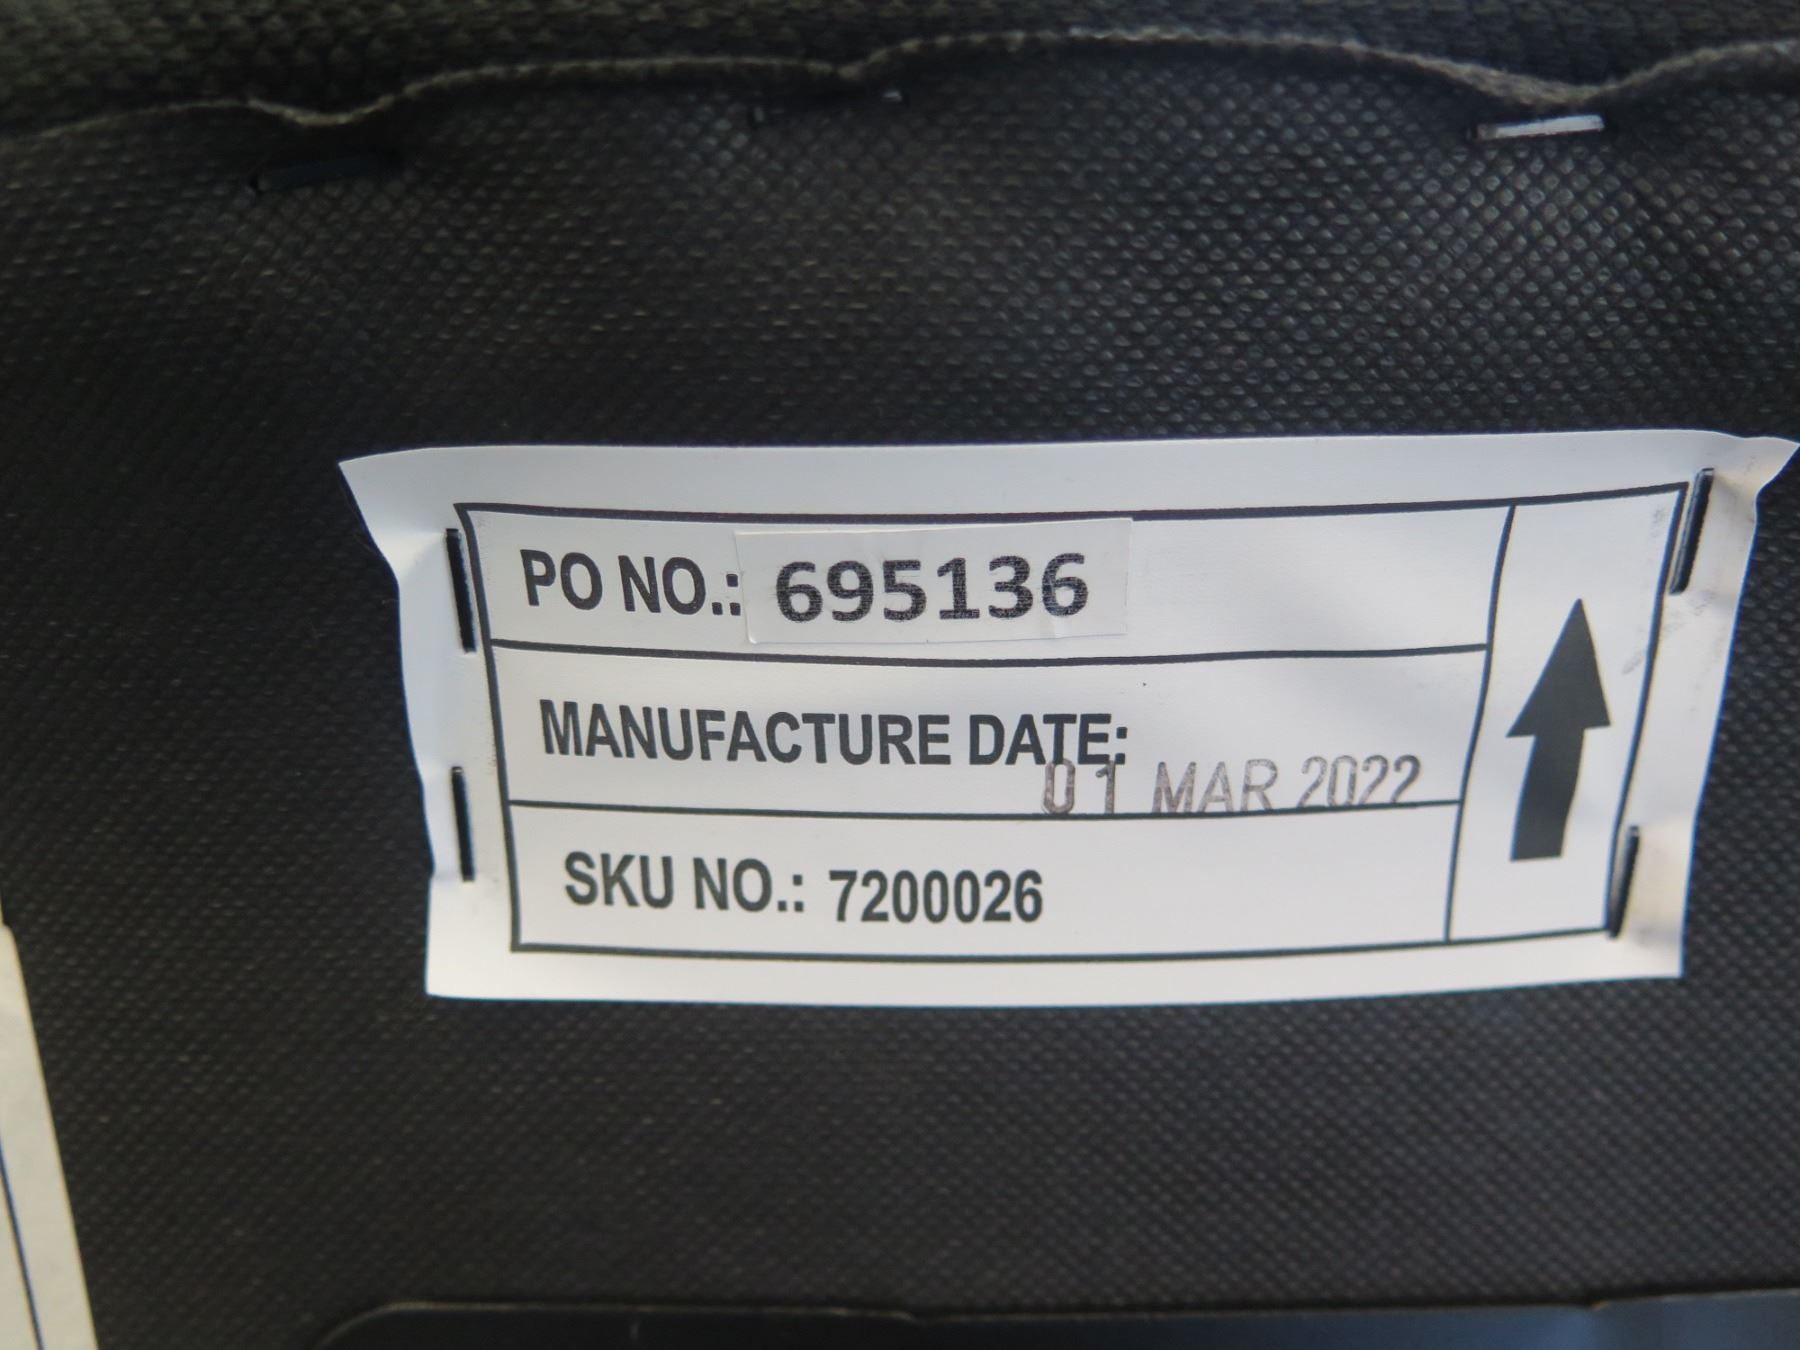 PO NO.: 695136
MANUFACTURE DATE:
01 MAR 2022
SKU NO.: 7200026